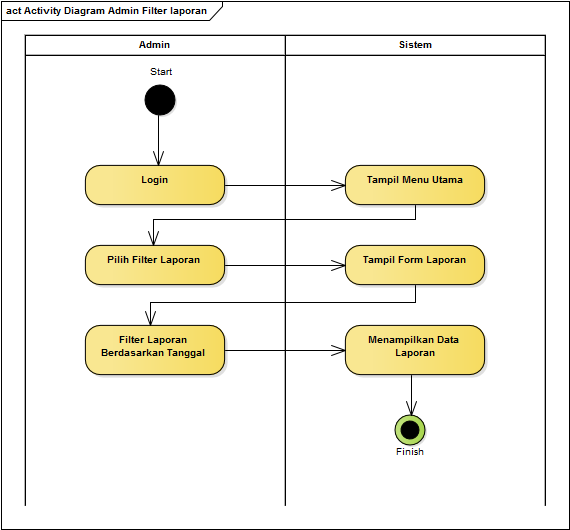 act Activity Diagram Admin Filter laporan
Admin
Sistem
Start
Login
Tampil Menu Utama
Pilih Filter Laporan
Tampil Form Laporan
Filter Laporan
Berdasarkan Tanggal
Menampilkan Data
Laporan
Finish